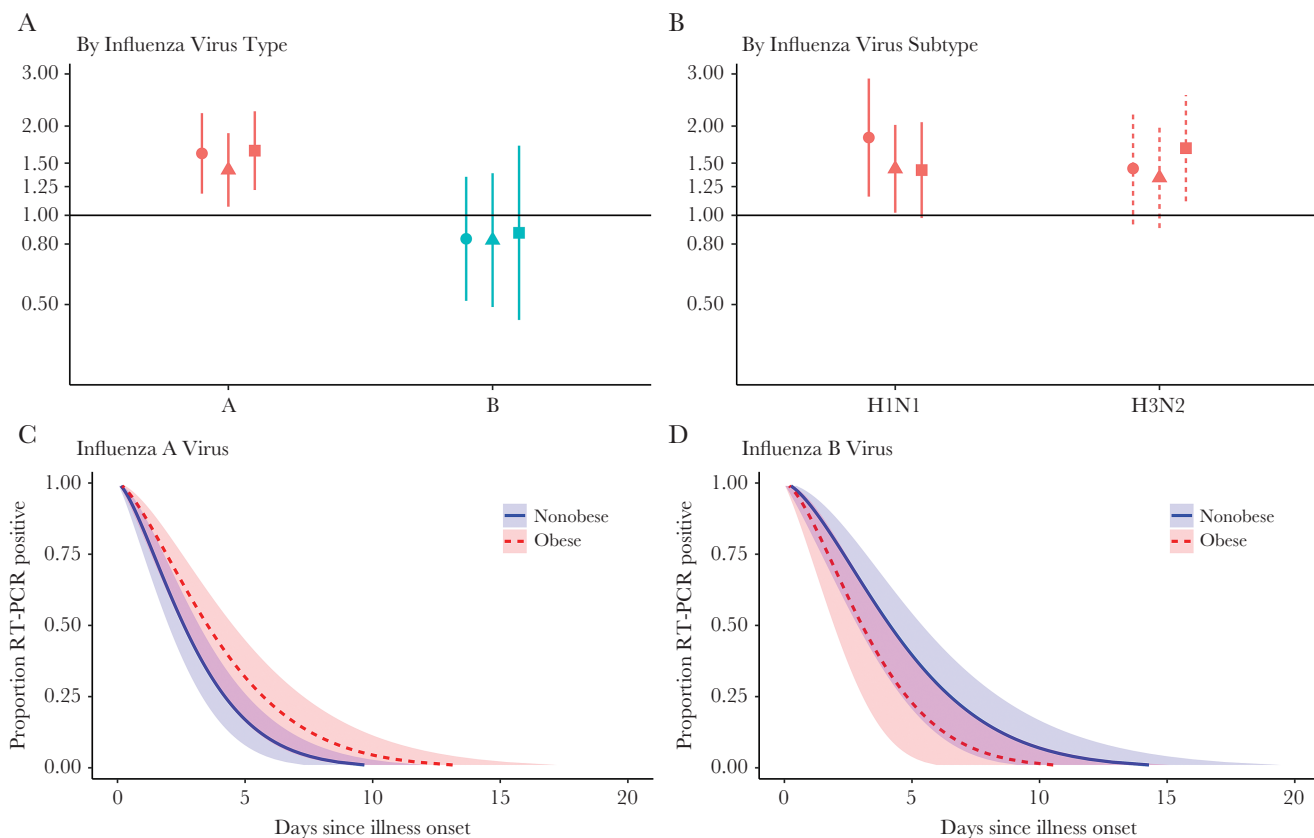 A
By Influenza Virus Type
3.00
2.00
1.50
1.25
1.00
0.80
0.50
A
B
B
By Influenza Virus Subtype
3.00
2.00
1.50
1.25
1.00
0.80
0.50
H1N1
H3N2
C
Influenza A Virus
Proportion RT-PCR positive
1.00
0.75
0.50
0.25
0.00
Nonobese
Obese
0
5
10
15
20
Days since illness onset
D
Influenza B Virus
Proportion RT-PCR positive
1.00
0.75
0.50
0.25
0.00
Nonobese
Obese
0
5
10
15
20
Days since illness onset